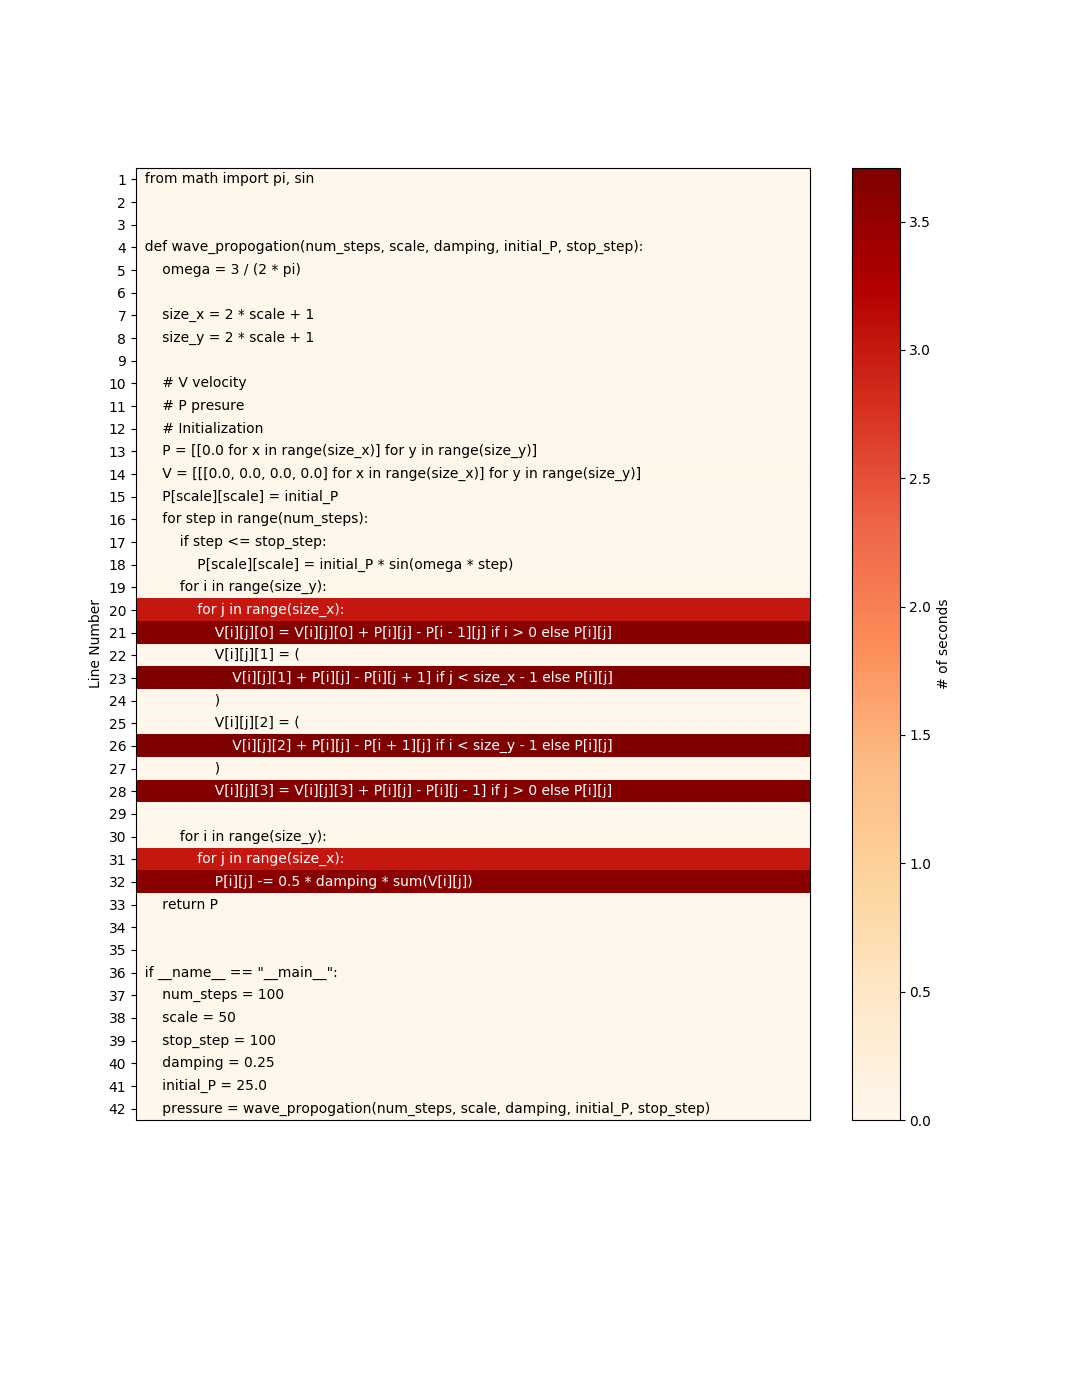 1 from math import pi, sin
2
3
4 def wave_propogation(num_steps, scale, damping, initial_P, stop_step):
5     omega = 3 / (2 * pi)
6
7     size_x = 2 * scale + 1
8     size_y = 2 * scale + 1
9
10     # V velocity
11     # P presure
12     # Initialization
13     P = [[0.0 for x in range(size_x)] for y in range(size_y)]
14     V = [[[0.0, 0.0, 0.0, 0.0] for x in range(size_x)] for y in range(size_y)]
15     P[scale][scale] = initial_P
16     for step in range(num_steps):
17         if step <= stop_step:
18             P[scale][scale] = initial_P * sin(omega * step)
19         for i in range(size_y):
20             for j in range(size_x):
21                 V[i][j][0] = V[i][j][0] + P[i][j] - P[i - 1][j] if i > 0 else P[i][j]
22                 V[i][j][1] = (
23                     V[i][j][1] + P[i][j] - P[i][j + 1] if j < size_x - 1 else P[i][j]
24                 )
25                 V[i][j][2] = (
26                     V[i][j][2] + P[i][j] - P[i + 1][j] if i < size_y - 1 else P[i][j]
27                 )
28                 V[i][j][3] = V[i][j][3] + P[i][j] - P[i][j - 1] if j > 0 else P[i][j]
29
30         for i in range(size_y):
31             for j in range(size_x):
32                 P[i][j] -= 0.5 * damping * sum(V[i][j])
33     return P
34
35
36 if __name__ == "__main__":
37     num_steps = 100
38     scale = 50
39     stop_step = 100
40     damping = 0.25
41     initial_P = 25.0
42     pressure = wave_propogation(num_steps, scale, damping, initial_P, stop_step)
Line Number
3.5
3.0
2.5
2.0
1.5
1.0
0.5
0.0
# of seconds